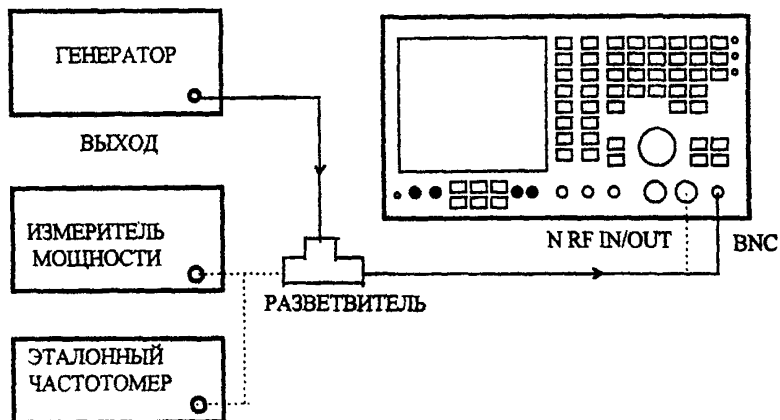 ГЕНЕРАТОР
ВЫХОД
ИЗМЕРИТЕЛЬ
МОЩНОСТИ
N RF IN/OUT
BNC
РАЗВЕТВИТЕЛЬ
ЭТАЛОННЫЙ
ЧАСТОТОМЕР